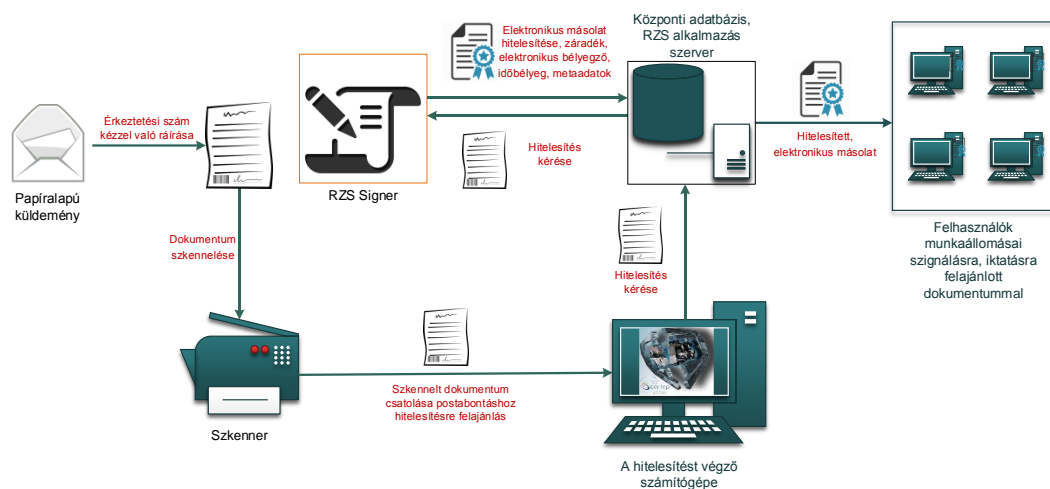 Papíralapú
küldemény
Érkeztetési szám
kézzel való ráírása
Dokumentum
szkennelése
Szkenner
Szkennelt dokumentum
csatolása postabontáshoz
hitelesítésre felajánlás
A hitelesítést végző
számítógépe
Hitelesítés
kérése
Központi adatbázis,
RZS alkalmazás
szerver
Hitelesítés
kérése
RZS Signer
Elektronikus másolat
hitelesítése, záradék,
elektronikus bélyegző,
időbélyeg, metaadatok
Hitelesített,
elektronikus másolat
Felhasználók
munkaállomásai
szignálásra, iktatásra
felajánlott
dokumentummal